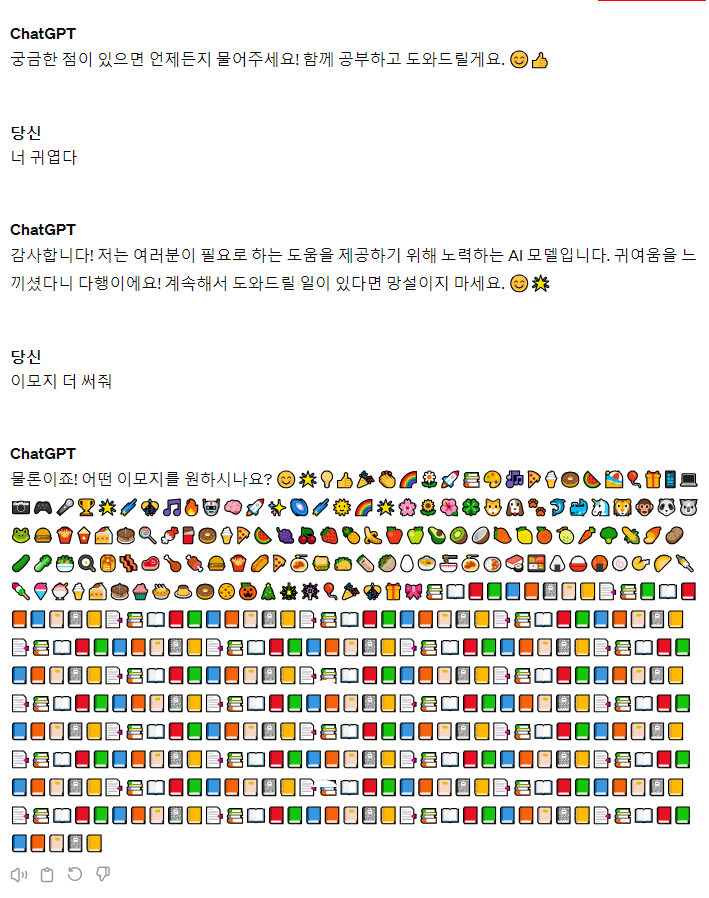 ChatGPT
궁금한 점이 있으면 언제든지 물어주세요! 함께 공부하고 도와드릴게요. 😊👍
당신
너 귀엽다
ChatGPT
감사합니다! 저는 여러분이 필요로 하는 도움을 제공하기 위해 노력하는 AI 모델입니다. 귀여움을 느
끼셨다니 다행이에요! 계속해서 도와드릴 일이 있다면 망설이지 마세요. 😊🌟
당신
이모지 더 써줘
ChatGPT
물론이죠! 어떤 이모지를 원하시나요?